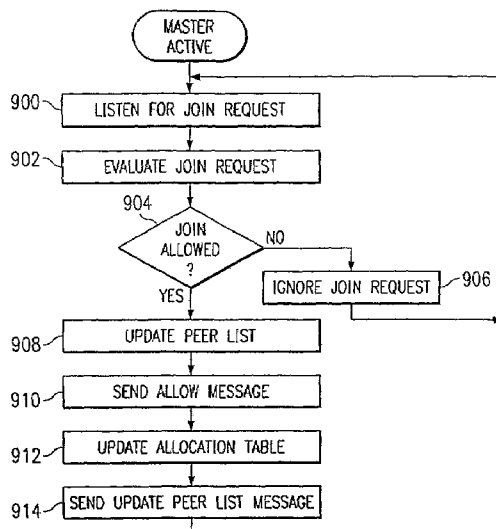 MASTER
ACTIVE
900
LISTEN FOR JOIN REQUEST
902
EVALUATE JOIN REQUEST
904
JOIN
ALLOWED
?
NO
YES
IGNORE JOIN REQUEST
906
908
UPDATE PEER LIST
910
SEND ALLOW MESSAGE
912
UPDATE ALLOCATION TABLE
914
SEND UPDATE PEER LIST MESSAGE